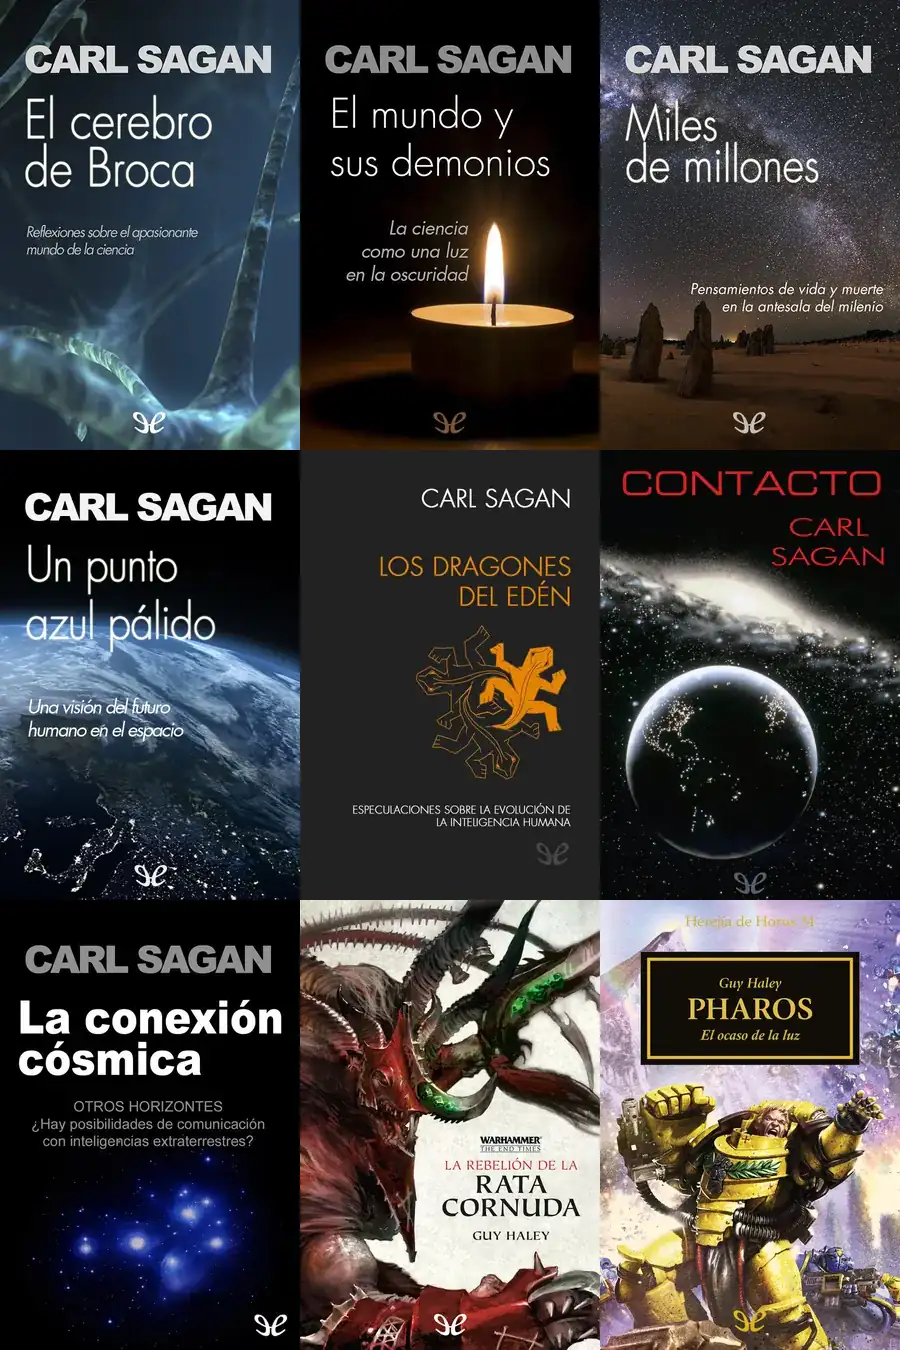 CARL SAGAN
El cerebro
de Broca
Reflexiones sobre el apasionante
mundo de la ciencia
CARL SAGAN
El mundo y
sus demonios
La ciencia
como una luz
en la oscuridad
CARL SAGAN
Miles
de millones
Pensamientos de vida y muerte
en la antesala del milenio
CARL SAGAN
Un punto
azul pálido
Una visión del futuro
humano en el espacio
CARL SAGAN
LOS DRAGONES
DEL EDÉN
ESPECULACIONES SOBRE LA EVOLUCIÓN DE
LA INTELIGENCIA HUMANA
CONTACTO
CARL
SAGAN
CARL SAGAN
La conexión
cósmica
OTROS HORIZONTES
¿Hay posibilidades de comunicación
con inteligencias extraterrestres?
WARHAMMER
THE END TIMES
LA REBELIÓN DE LA
RATA
CORNUDA
GUY HALEY
Herejía de Horus 34
Guy Haley
PHAROS
El ocaso de la luz